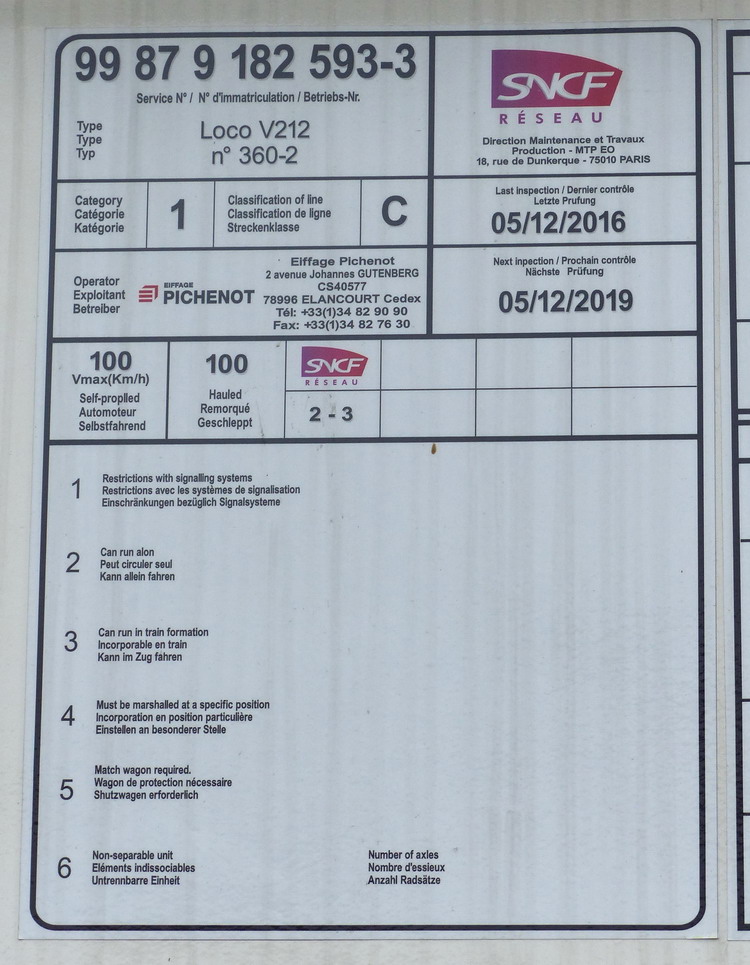 99 87 9 182 593-3
Service N° / N° d'immatriculation / Betriebs-Nr.
Type
Type
Typ
Loco V212
n° 360-2
SNCF
RÉSEAU
Direction Maintenance et Travaux
Production - MTP EO
18, rue de Dunkerque - 75010 PARIS
Category
Catégorie
Katégorie
1
Classification of line
Classification de ligne
Streckenklasse
C
Last inspection / Dernier contrôle
Letzte Prufung
05/12/2016
Operator
Exploitant
Betreiber
EIFFAGE
PICHENOT
Eiffage Pichenot
2 avenue Johannes GUTENBERG
CS40577
78996 ELANCOURT Cedex
Tél: +33(1)34 82 90 90
Fax: +33(1)34 82 76 30
Next inpection / Prochain contrôle
Nächste Prüfung
05/12/2019
100
Vmax(Km/h)
Self-proplled
Automoteur
Selbstfahrend
100
Hauled
Remorqué
Geschleppt
SNCF
RÉSEAU
2 - 3
1
Restrictions with signalling systems
Restrictions avec les systèmes de signalisation
Einschränkungen bezüglich Signalsysteme
2
Can run alon
Peut circuler seul
Kann allein fahren
3
Can run in train formation
Incorporable en train
Kann im Zug fahren
4
Must be marshalled at a specific position
Incorporation en position particulière
Einstellen an besonderer Stelle
5
Match wagon required.
Wagon de protection nécessaire
Shutzwagen erforderlich
6
Non-separable unit
Eléments indissociables
Untrennbarre Einheit
Number of axles
Nombre d'essieux
Anzahl Radsätze